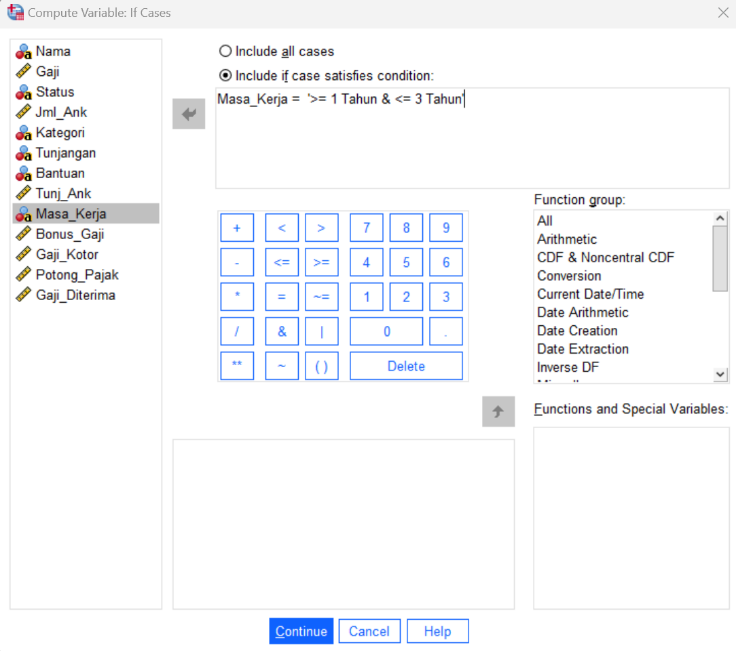 Compute Variable: If Cases
Nama
Gaji
Status
Jml_Ank
Kategori
Tunjangan
Bantuan
Tunj_Ank
Masa_Kerja
Bonus_Gaji
Gaji_Kotor
Potong_Pajak
Gaji_Diterima
Include all cases
Include if case satisfies condition:
Masa_Kerja = '>= 1 Tahun & <= 3 Tahun'
+ < > 7 8 9
- <= >= 4 5 6
* = ~= 1 2 3
/ & | 0 .
** ~ ( ) Delete
Function group:
All
Arithmetic
CDF & Noncentral CDF
Conversion
Current Date/Time
Date Arithmetic
Date Creation
Date Extraction
Inverse DF
Functions and Special Variables:
Continue Cancel Help